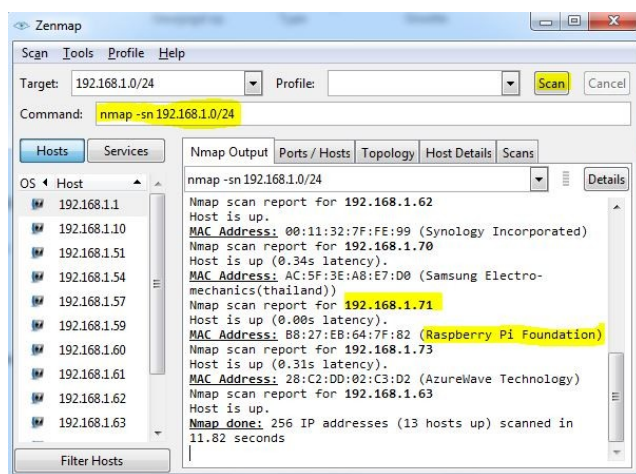 Zenmap
Scan Tools Profile Help
Target: 192.168.1.0/24 Profile: Scan Cancel
Command: nmap -sn 192.168.1.0/24
Hosts Services
Nmap Output Ports / Hosts Topology Host Details Scans
OS Host
nmap -sn 192.168.1.0/24 Details
192.168.1.1
192.168.1.10
192.168.1.51
192.168.1.54
192.168.1.57
192.168.1.59
192.168.1.60
192.168.1.61
192.168.1.62
192.168.1.63
Filter Hosts
Nmap scan report for 192.168.1.62
Host is up.
MAC Address: 00:11:32:7F:FE:99 (Synology Incorporated)
Nmap scan report for 192.168.1.70
Host is up (0.34s latency).
MAC Address: AC:5F:3E:A8:E7:D0 (Samsung Electro-
mechanics(thailand))
Nmap scan report for 192.168.1.71
Host is up (0.00s latency).
MAC Address: B8:27:EB:64:7F:82 (Raspberry Pi Foundation)
Nmap scan report for 192.168.1.73
Host is up (0.31s latency).
MAC Address: 28:C2:DD:02:C3:D2 (AzureWave Technology)
Nmap scan report for 192.168.1.63
Host is up.
Nmap done: 256 IP addresses (13 hosts up) scanned in
11.82 seconds